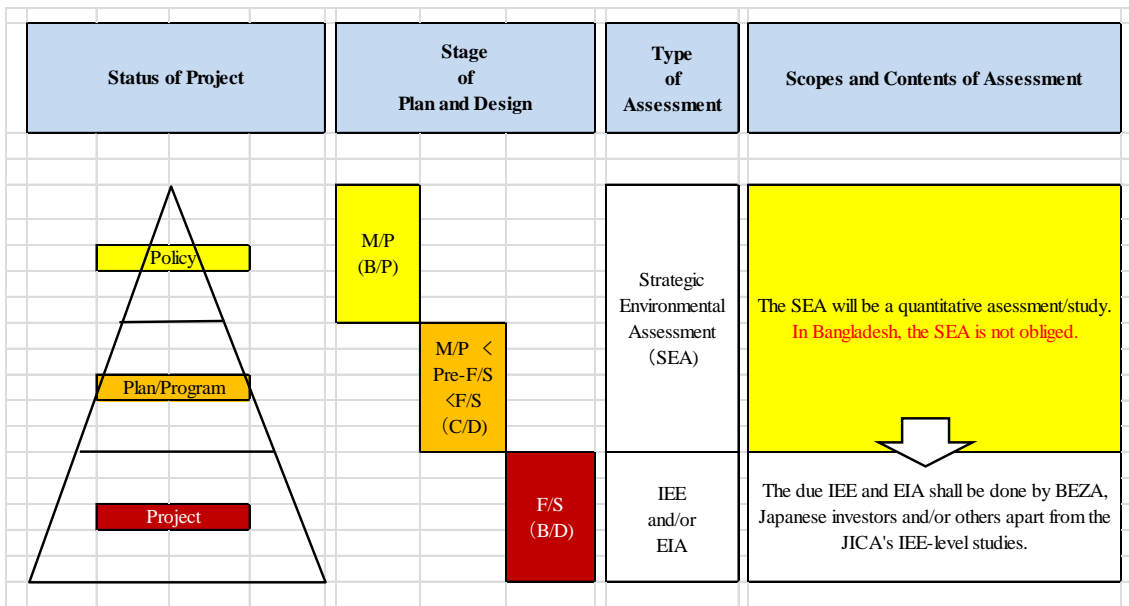 Status of Project
Stage
of
Plan and Design
Type
of
Assessment
Scopes and Contents of Assessment
Policy
M/P
(B/P)
Strategic
Environmental
Assessment
（SEA）
The SEA will be a quantitative asessment/study.
In Bangladesh, the SEA is not obliged.
Plan/Program
M/P ＜
Pre-F/S
＜F/S
（C/D）
Project
F/S
（B/D）
IEE
and/or
EIA
The due IEE and EIA shall be done by BEZA,
Japanese investors and/or others apart from the
JICA's IEE-level studies.